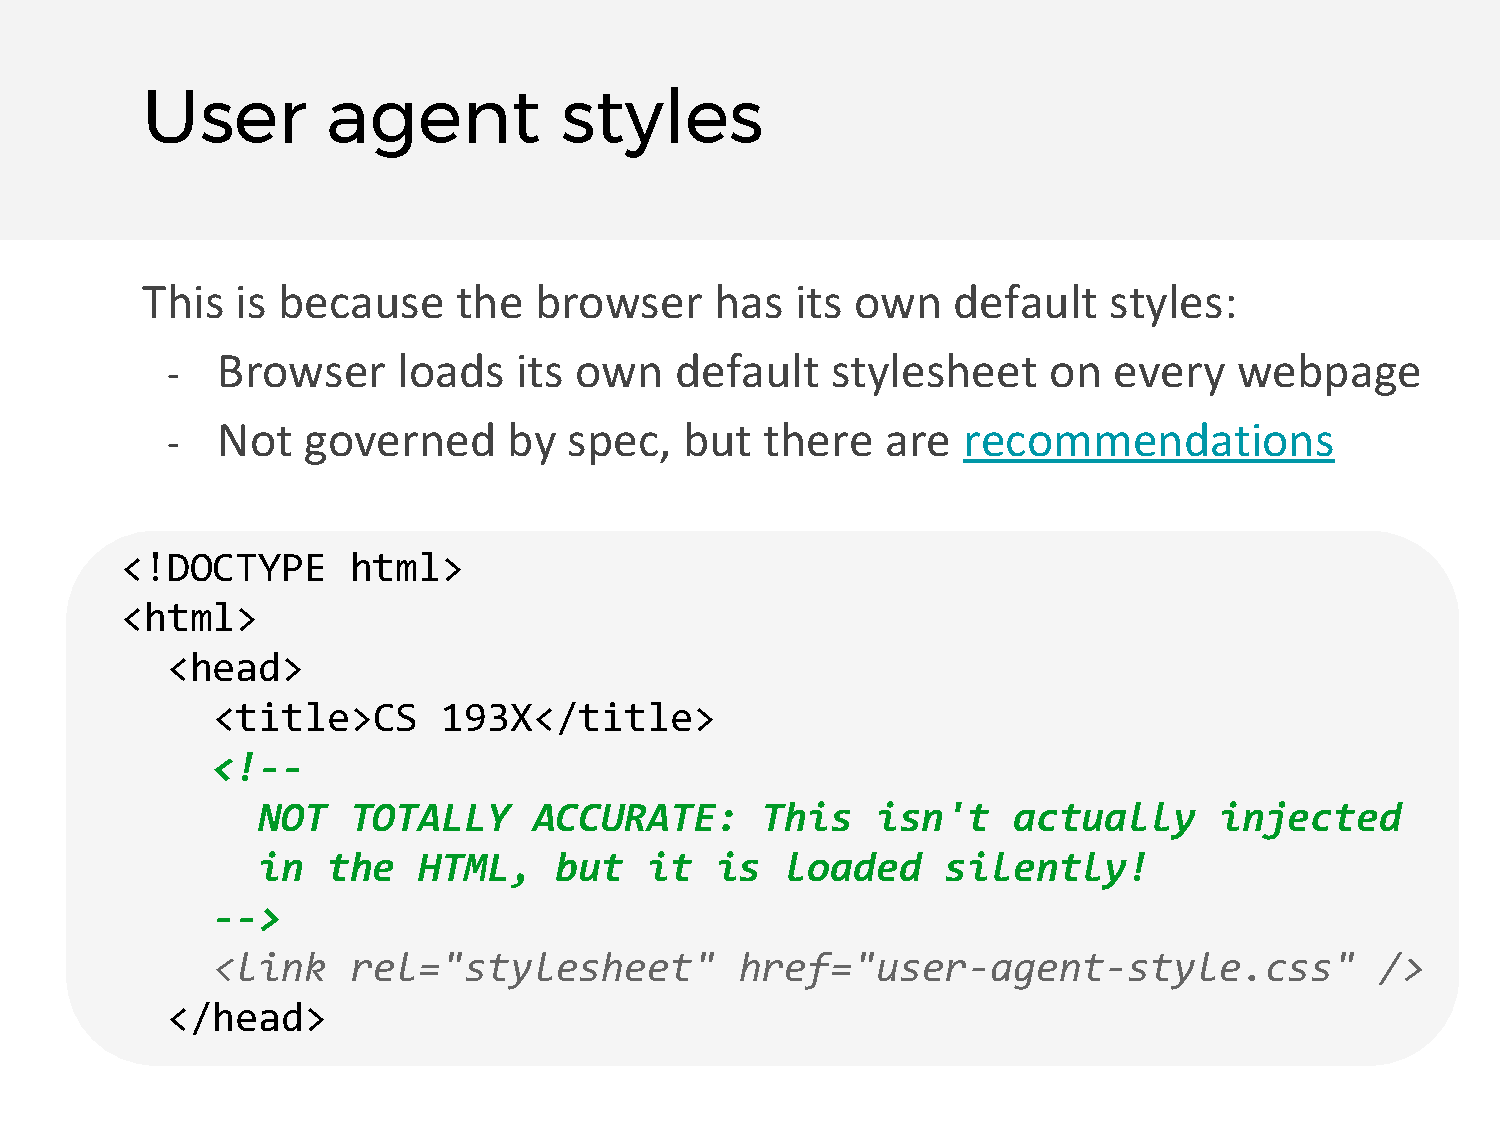 User agent styles
This is because the browser has its own default styles:
- Browser loads its own default stylesheet on every webpage
- Not governed by spec, but there are recommendations
<!DOCTYPE html>
<html>
<head>
<title>CS 193X</title>
<!--
NOT TOTALLY ACCURATE: This isn't actually injected
in the HTML, but it is loaded silently!
-->
<link rel="stylesheet" href="user-agent-style.css" />
</head>